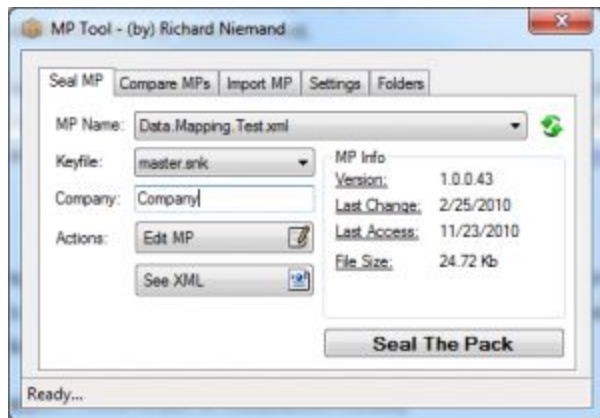 MP Tool - (by) Richard Niemand
Seal MP Compare MPs Import MP Settings Folders
MP Name: Data.Mapping.Test.xml
Keyfile: master.snk
Company: Company
Actions: Edit MP
See XML
MP Info
Version: 1.0.0.43
Last Change: 2/25/2010
Last Access: 11/23/2010
File Size: 24.72 Kb
Seal The Pack
Ready...